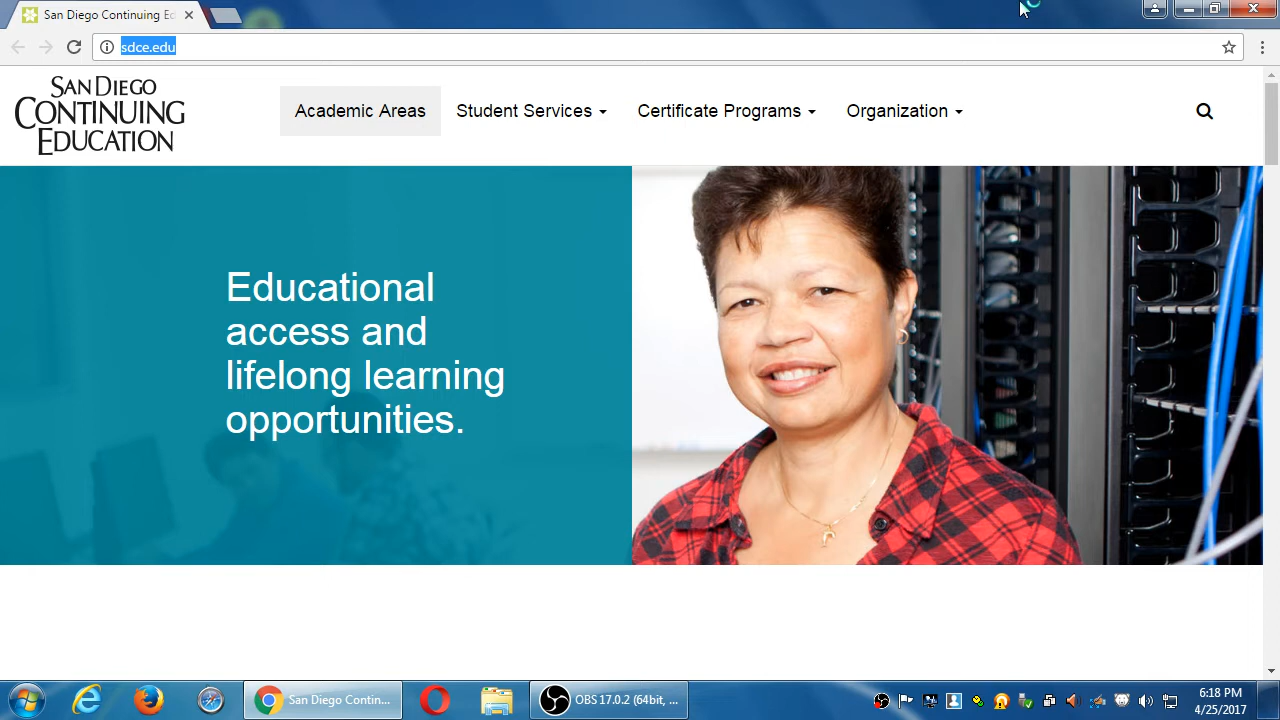 San Diego Continuing Ed
sdce.edu
SAN DIEGO
CONTINUING
EDUCATION
Academic Areas
Student Services
Certificate Programs
Organization
Educational
access and
lifelong learning
opportunities.
San Diego Contin...
OBS 17.0.2 (64bit, ...
6:18 PM
4/25/2017